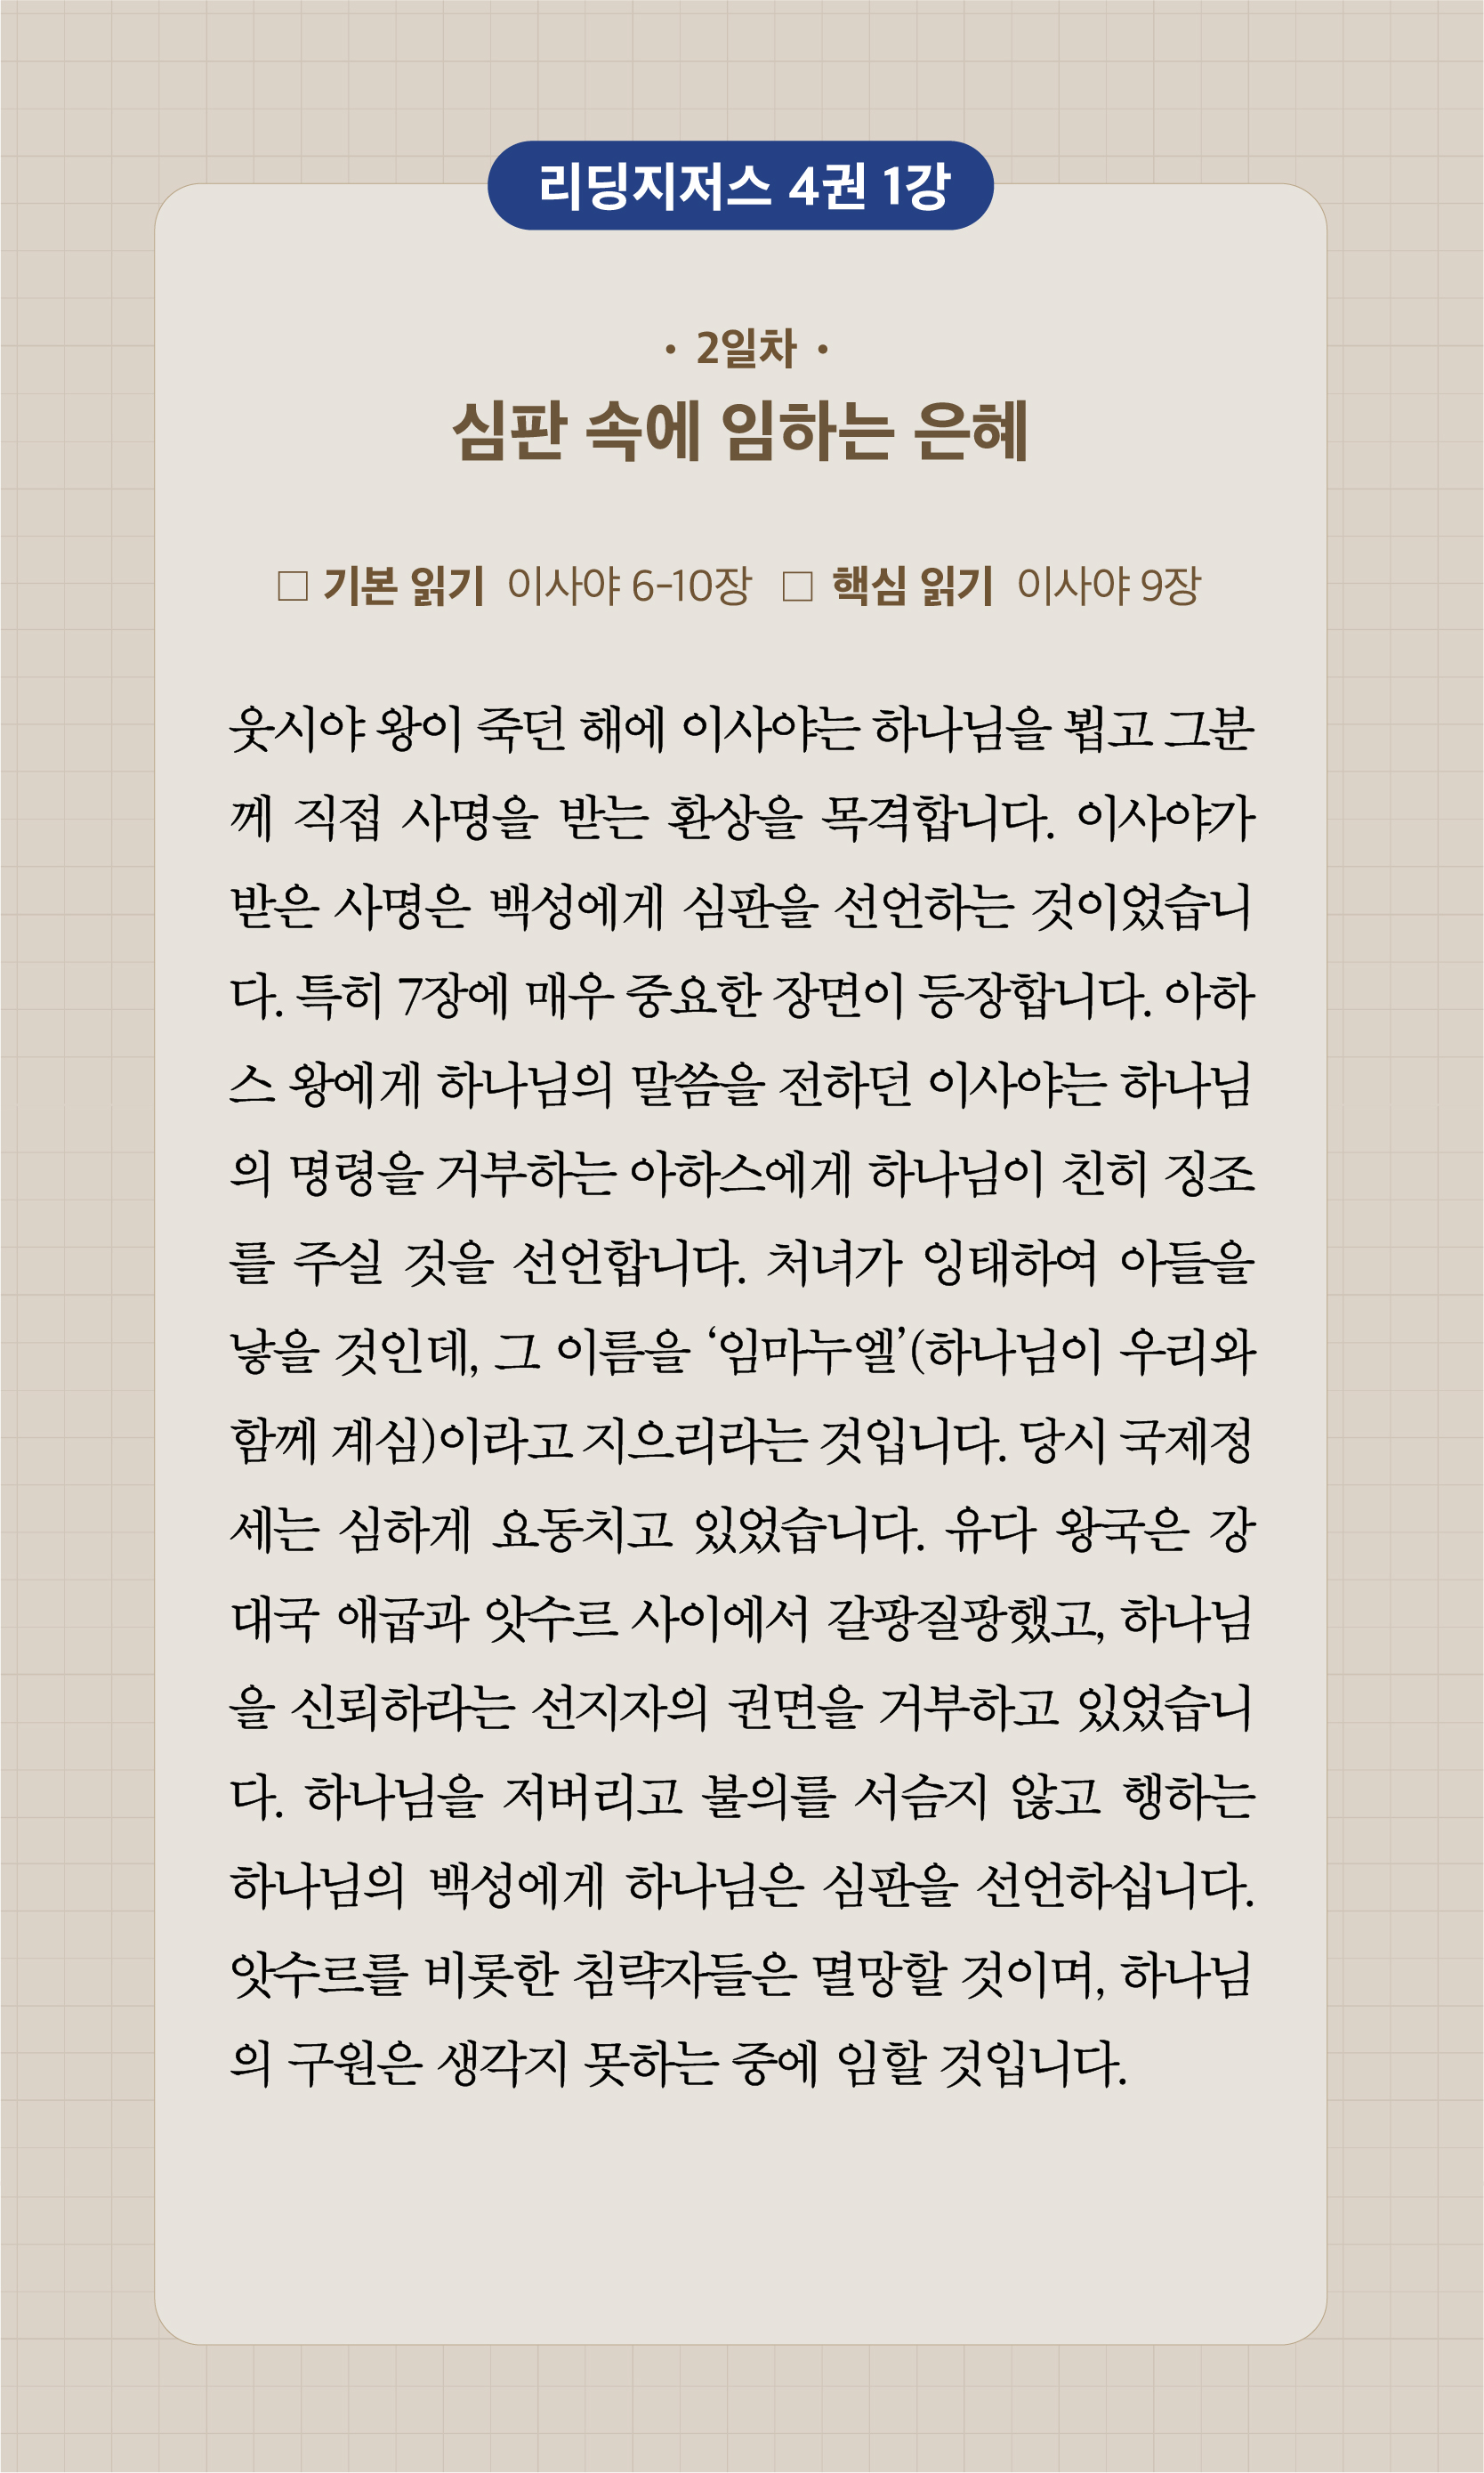 리딩지저스 4권 1강
· 2일차 ·
심판 속에 임하는 은혜
□ 기본 읽기 이사야 6-10장 □ 핵심 읽기 이사야 9장
웃시야 왕이 죽던 해에 이사야는 하나님을 뵙고 그분
께 직접 사명을 받는 환상을 목격합니다. 이사야가
받은 사명은 백성에게 심판을 선언하는 것이었습니
다. 특히 7장에 매우 중요한 장면이 등장합니다. 아하
스 왕에게 하나님의 말씀을 전하던 이사야는 하나님
의 명령을 거부하는 아하스에게 하나님이 친히 징조
를 주실 것을 선언합니다. 처녀가 잉태하여 아들을
낳을 것인데, 그 이름을 ‘임마누엘’(하나님이 우리와
함께 계심)이라고 지으리라는 것입니다. 당시 국제정
세는 심하게 요동치고 있었습니다. 유다 왕국은 강
대국 애굽과 앗수르 사이에서 갈팡질팡했고, 하나님
을 신뢰하라는 선지자의 권면을 거부하고 있었습니
다. 하나님을 저버리고 불의를 서슴지 않고 행하는
하나님의 백성에게 하나님은 심판을 선언하십니다.
앗수르를 비롯한 침략자들은 멸망할 것이며, 하나님
의 구원은 생각지 못하는 중에 임할 것입니다.